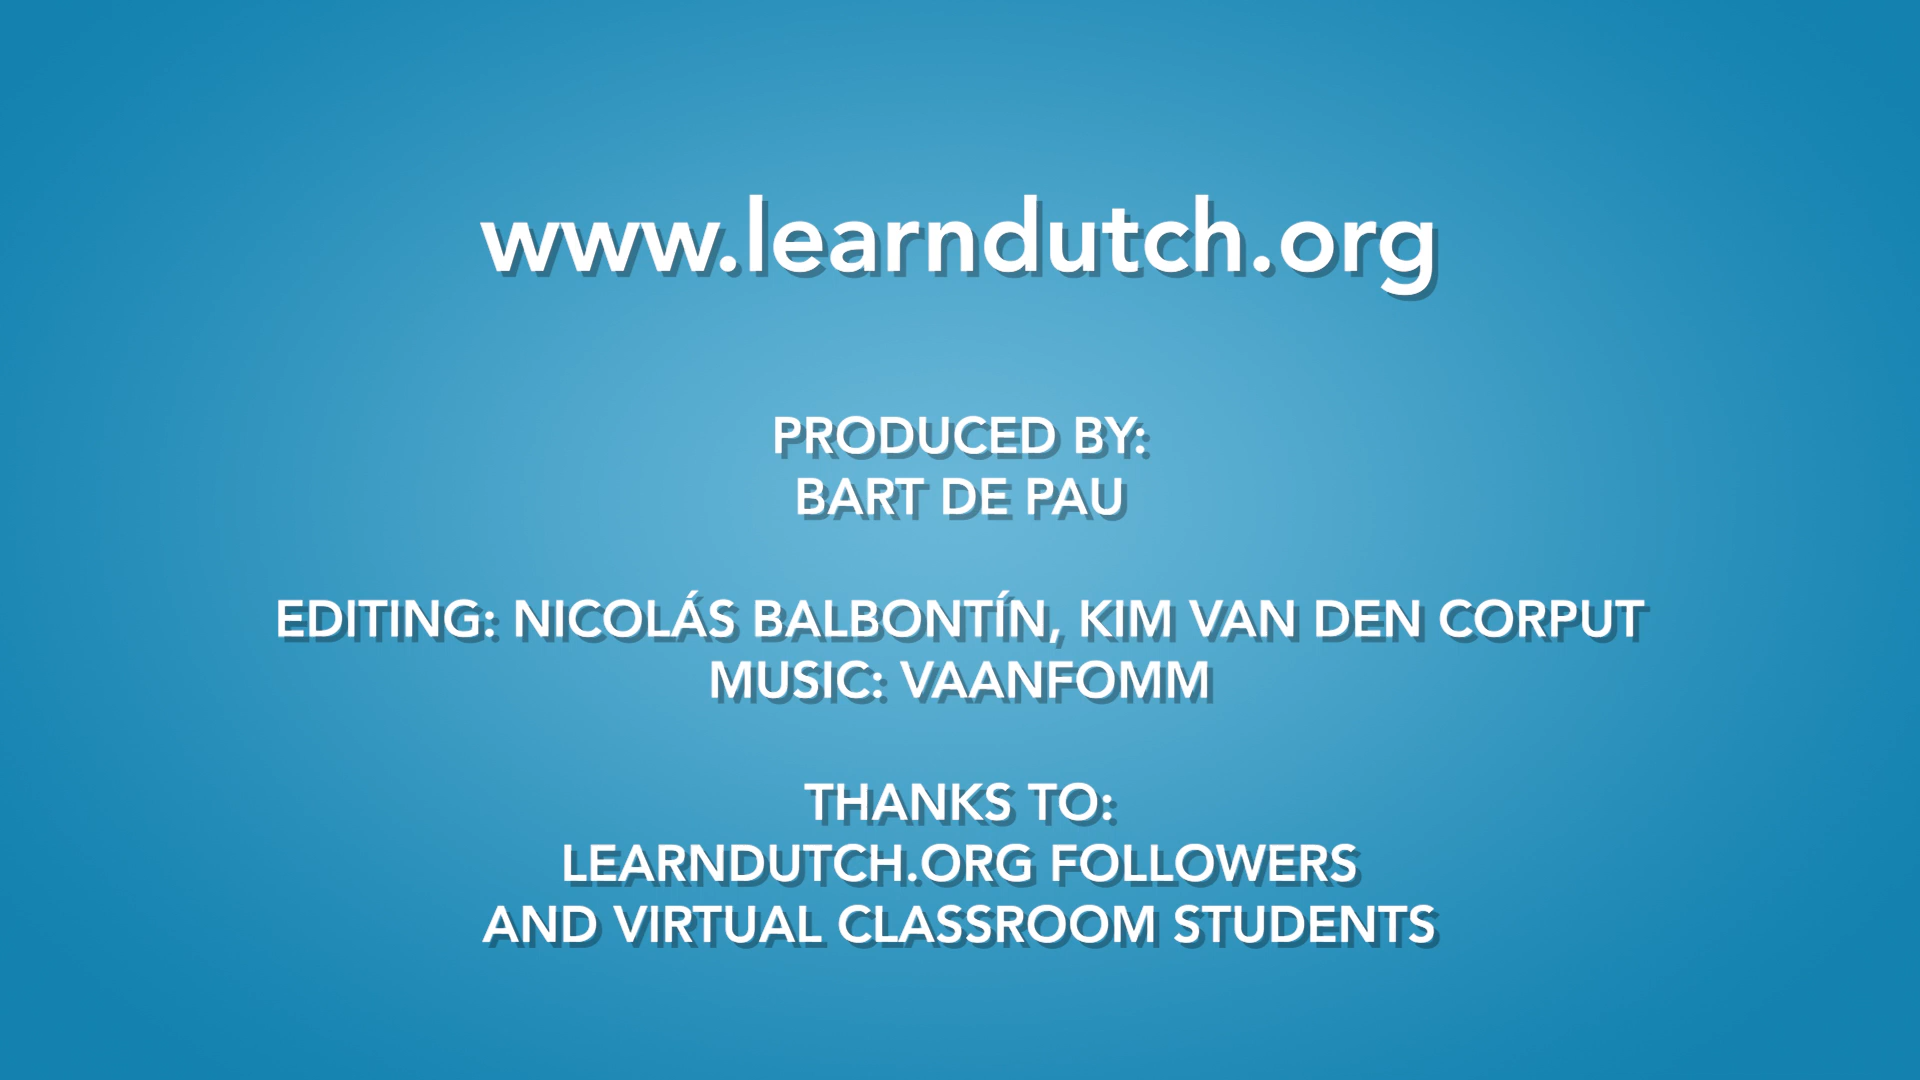 www.learndutch.org
PRODUCED BY:
BART DE PAU
EDITING: NICOLÁS BALBONTÍN, KIM VAN DEN CORPUT
MUSIC: VAANFOMM
THANKS TO:
LEARNDUTCH.ORG FOLLOWERS
AND VIRTUAL CLASSROOM STUDENTS